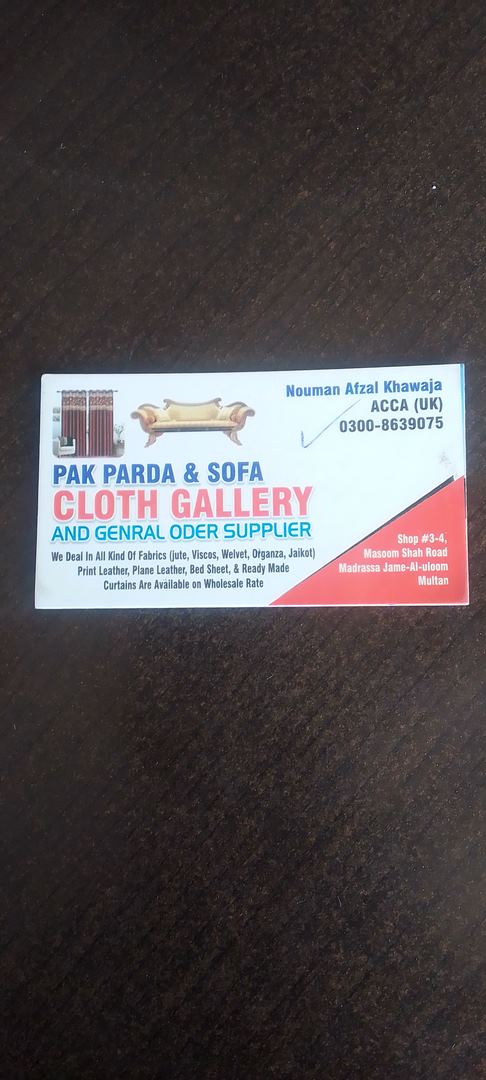 Nouman Afzal Khawaja
ACCA (UK)
0300-8639075
PAK PARDA & SOFA
CLOTH GALLERY
AND GENRAL ODER SUPPLIER
We Deal In All Kind Of Fabrics (jute, Viscos, Welvet, Organza, Jaikot)
Print Leather, Plane Leather, Bed Sheet, & Ready Made
Curtains Are Available on Wholesale Rate
Shop #3-4,
Masoom Shah Road
Madrassa Jame-Al-uloom
Multan